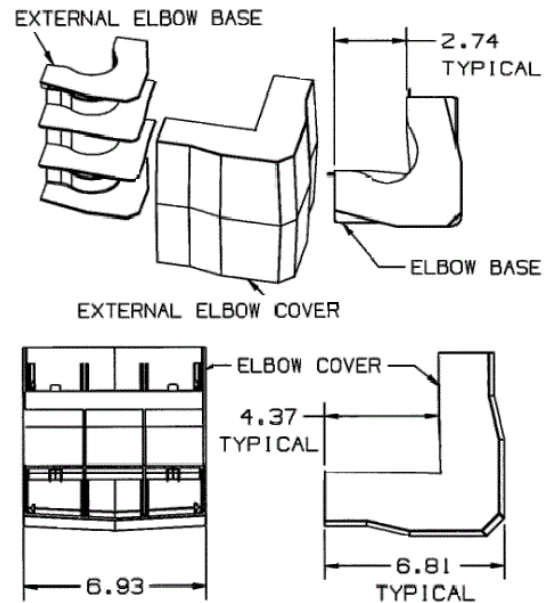 EXTERNAL ELBOW BASE
2.74
TYPICAL
ELBOW BASE
EXTERNAL ELBOW COVER
ELBOW COVER
4.37
TYPICAL
6.93
6.81
TYPICAL